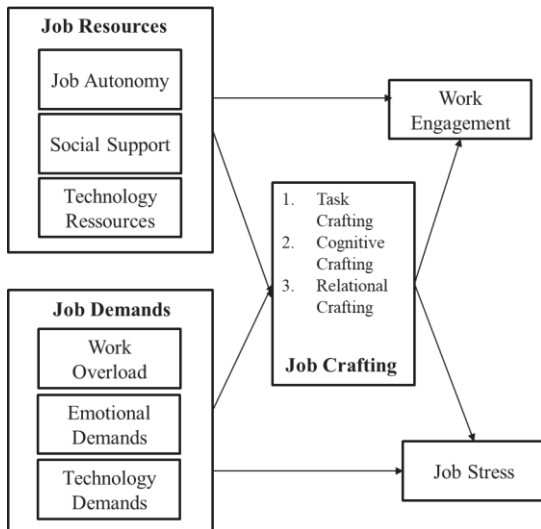 Job Resources
Job Autonomy
Social Support
Technology
Ressources
Work
Engagement
1. Task
Crafting
2. Cognitive
Crafting
3. Relational
Crafting
Job Crafting
Job Demands
Work
Overload
Emotional
Demands
Technology
Demands
Job Stress